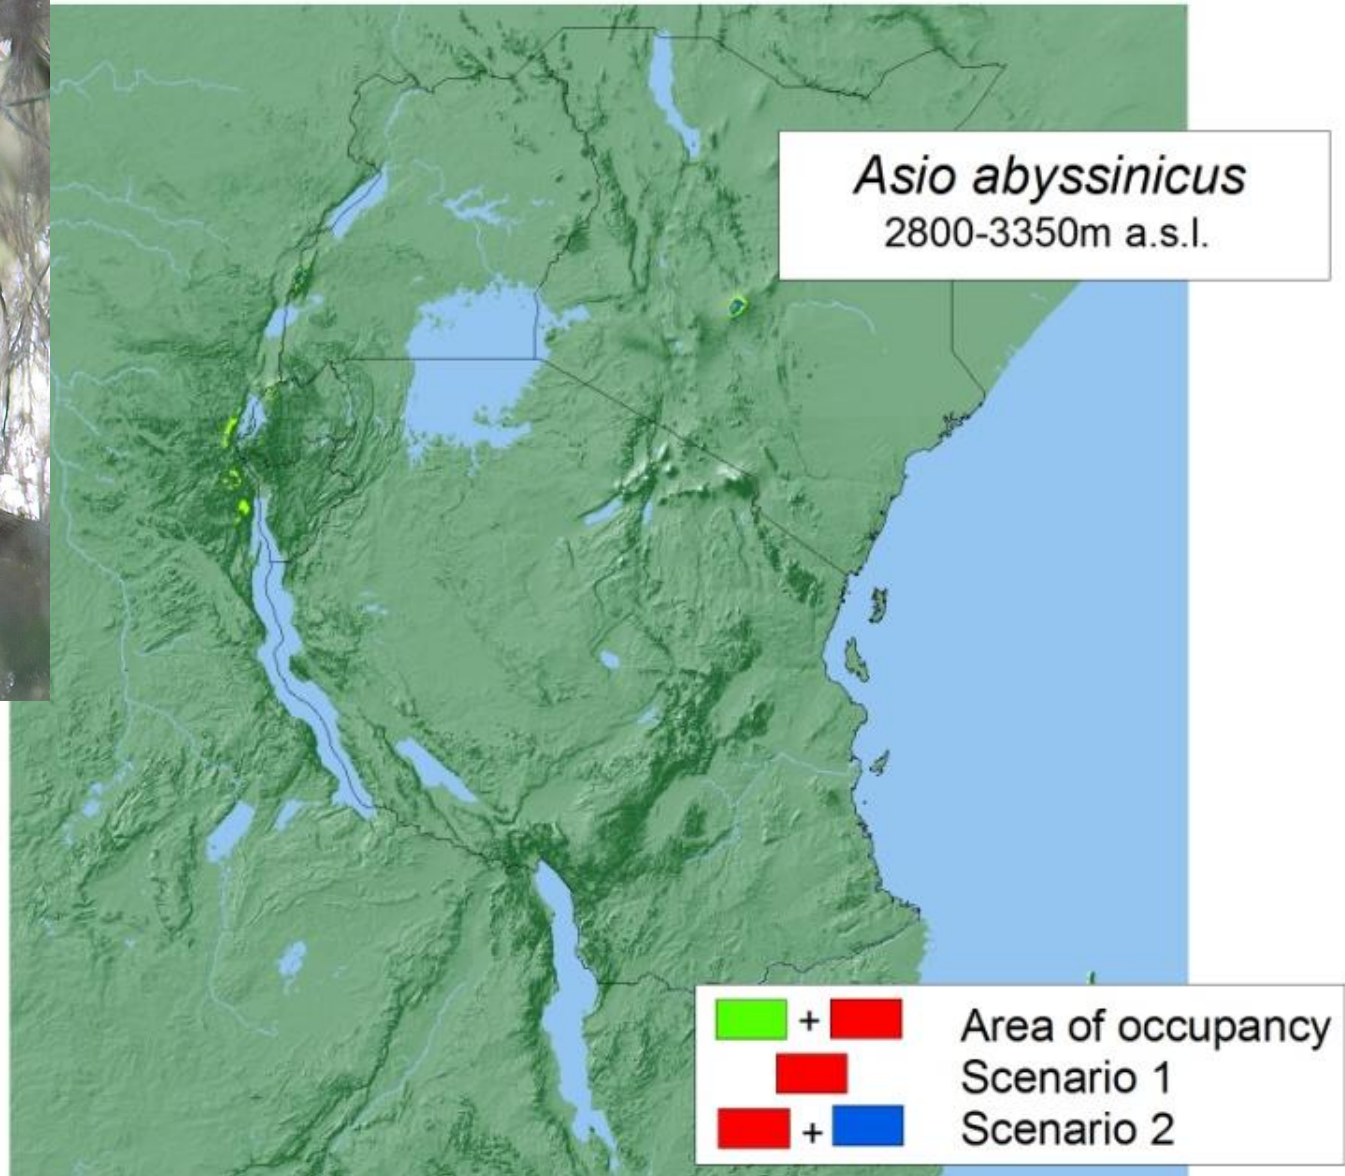 Asio abyssinicus
2800-3350m a.s.l.
+ Area of occupancy
Scenario 1
+ Scenario 2